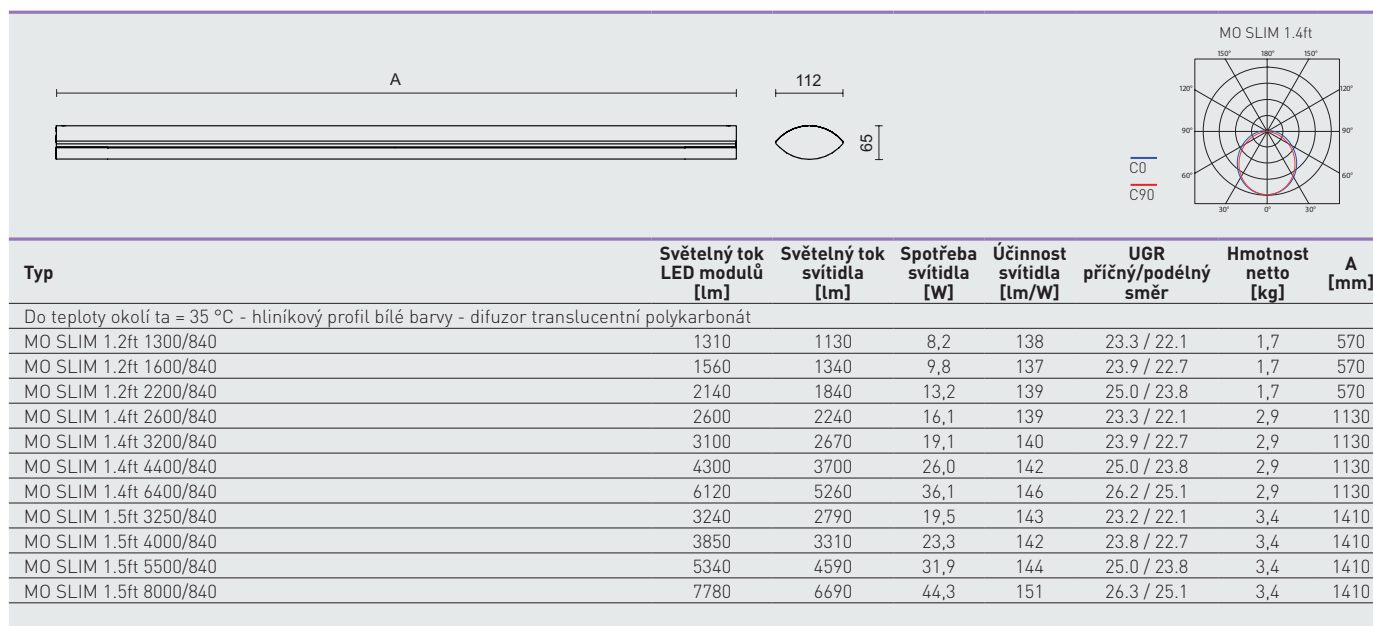 MO SLIM 1.4ft
A
112
65
150° 180° 150°
120° 120°
90° 90°
60° 60°
30° 0° 30°
C0
C90
Typ Světelný tok LED modulů [lm] Světelný tok svítidla [lm] Spotřeba svítidla [W] Účinnost svítidla [lm/W] UGR příčný/podélný směr Hmotnost netto [kg] A [mm]
Do teploty okolí ta = 35 °C - hliníkový profil bílé barvy - difuzor translucentní polykarbonát
MO SLIM 1.2ft 1300/840 1310 1130 8,2 138 23.3 / 22.1 1,7 570
MO SLIM 1.2ft 1600/840 1560 1340 9,8 137 23.9 / 22.7 1,7 570
MO SLIM 1.2ft 2200/840 2140 1840 13,2 139 25.0 / 23.8 1,7 570
MO SLIM 1.4ft 2600/840 2600 2240 16,1 139 23.3 / 22.1 2,9 1130
MO SLIM 1.4ft 3200/840 3100 2670 19,1 140 23.9 / 22.7 2,9 1130
MO SLIM 1.4ft 4400/840 4300 3700 26,0 142 25.0 / 23.8 2,9 1130
MO SLIM 1.4ft 6400/840 6120 5260 36,1 146 26.2 / 25.1 2,9 1130
MO SLIM 1.5ft 3250/840 3240 2790 19,5 143 23.2 / 22.1 3,4 1410
MO SLIM 1.5ft 4000/840 3850 3310 23,3 142 23.8 / 22.7 3,4 1410
MO SLIM 1.5ft 5500/840 5340 4590 31,9 144 25.0 / 23.8 3,4 1410
MO SLIM 1.5ft 8000/840 7780 6690 44,3 151 26.3 / 25.1 3,4 1410